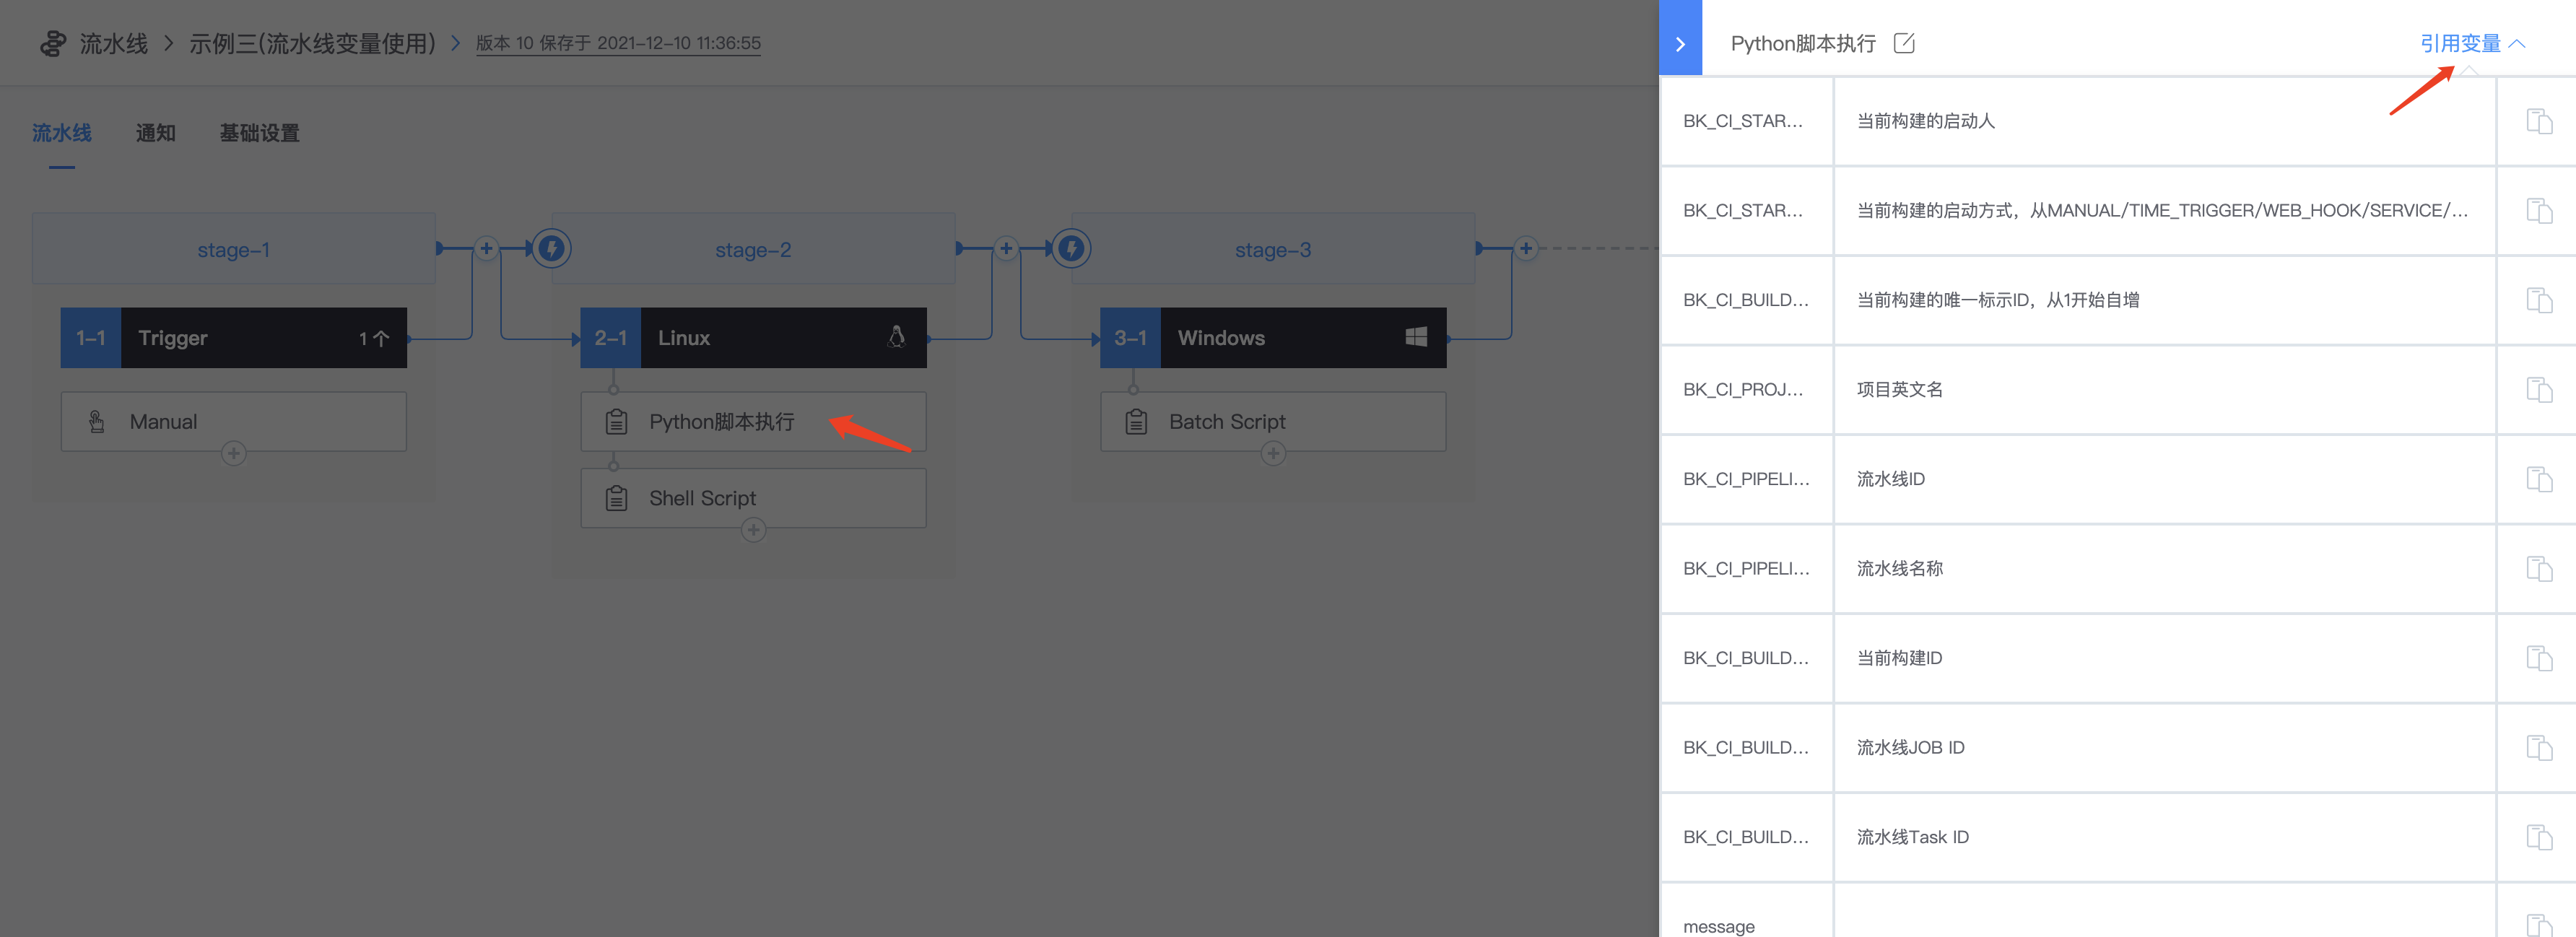 流水线 > 示例三(流水线变量使用) > 版本 10 保存于 2021-12-10 11:36:55
流水线 通知 基础设置
stage-1
stage-2
stage-3
1-1 Trigger 1 个
2-1 Linux
3-1 Windows
Manual
Python脚本执行
Batch Script
Shell Script
Python脚本执行
引用变量
BK_CI_STAR... 当前构建的启动人
BK_CI_STAR... 当前构建的启动方式，从MANUAL/TIME_TRIGGER/WEB_HOOK/SERVICE/...
BK_CI_BUILD... 当前构建的唯一标示ID，从1开始自增
BK_CI_PROJ... 项目英文名
BK_CI_PIPELI... 流水线ID
BK_CI_PIPELI... 流水线名称
BK_CI_BUILD... 当前构建ID
BK_CI_BUILD... 流水线JOB ID
BK_CI_BUILD... 流水线Task ID
message